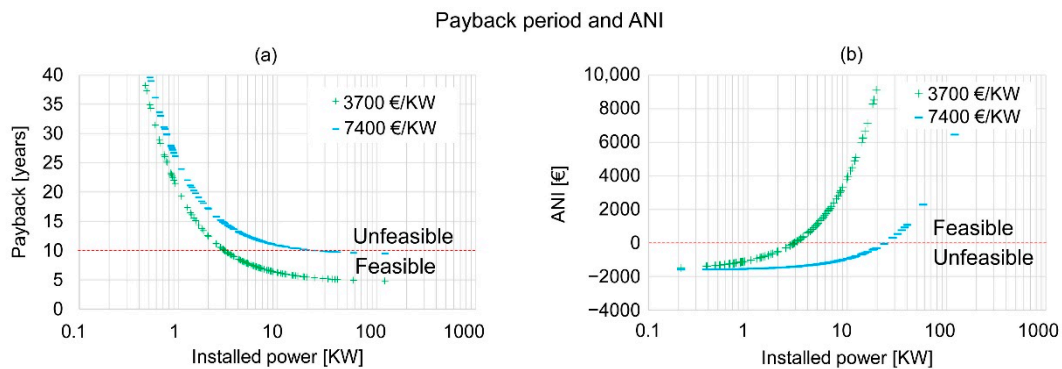 Payback period and ANI
(a)
40
35
30
25
20
15
10
5
0
Payback [years]
3700 €/KW
7400 €/KW
Unfeasible
Feasible
0.1 1 10 100 1000
Installed power [KW]
(b)
10,000
8000
6000
4000
2000
0
−2000
−4000
ANI [€]
3700 €/KW
7400 €/KW
Feasible
Unfeasible
0.1 1 10 100 1000
Installed power [KW]